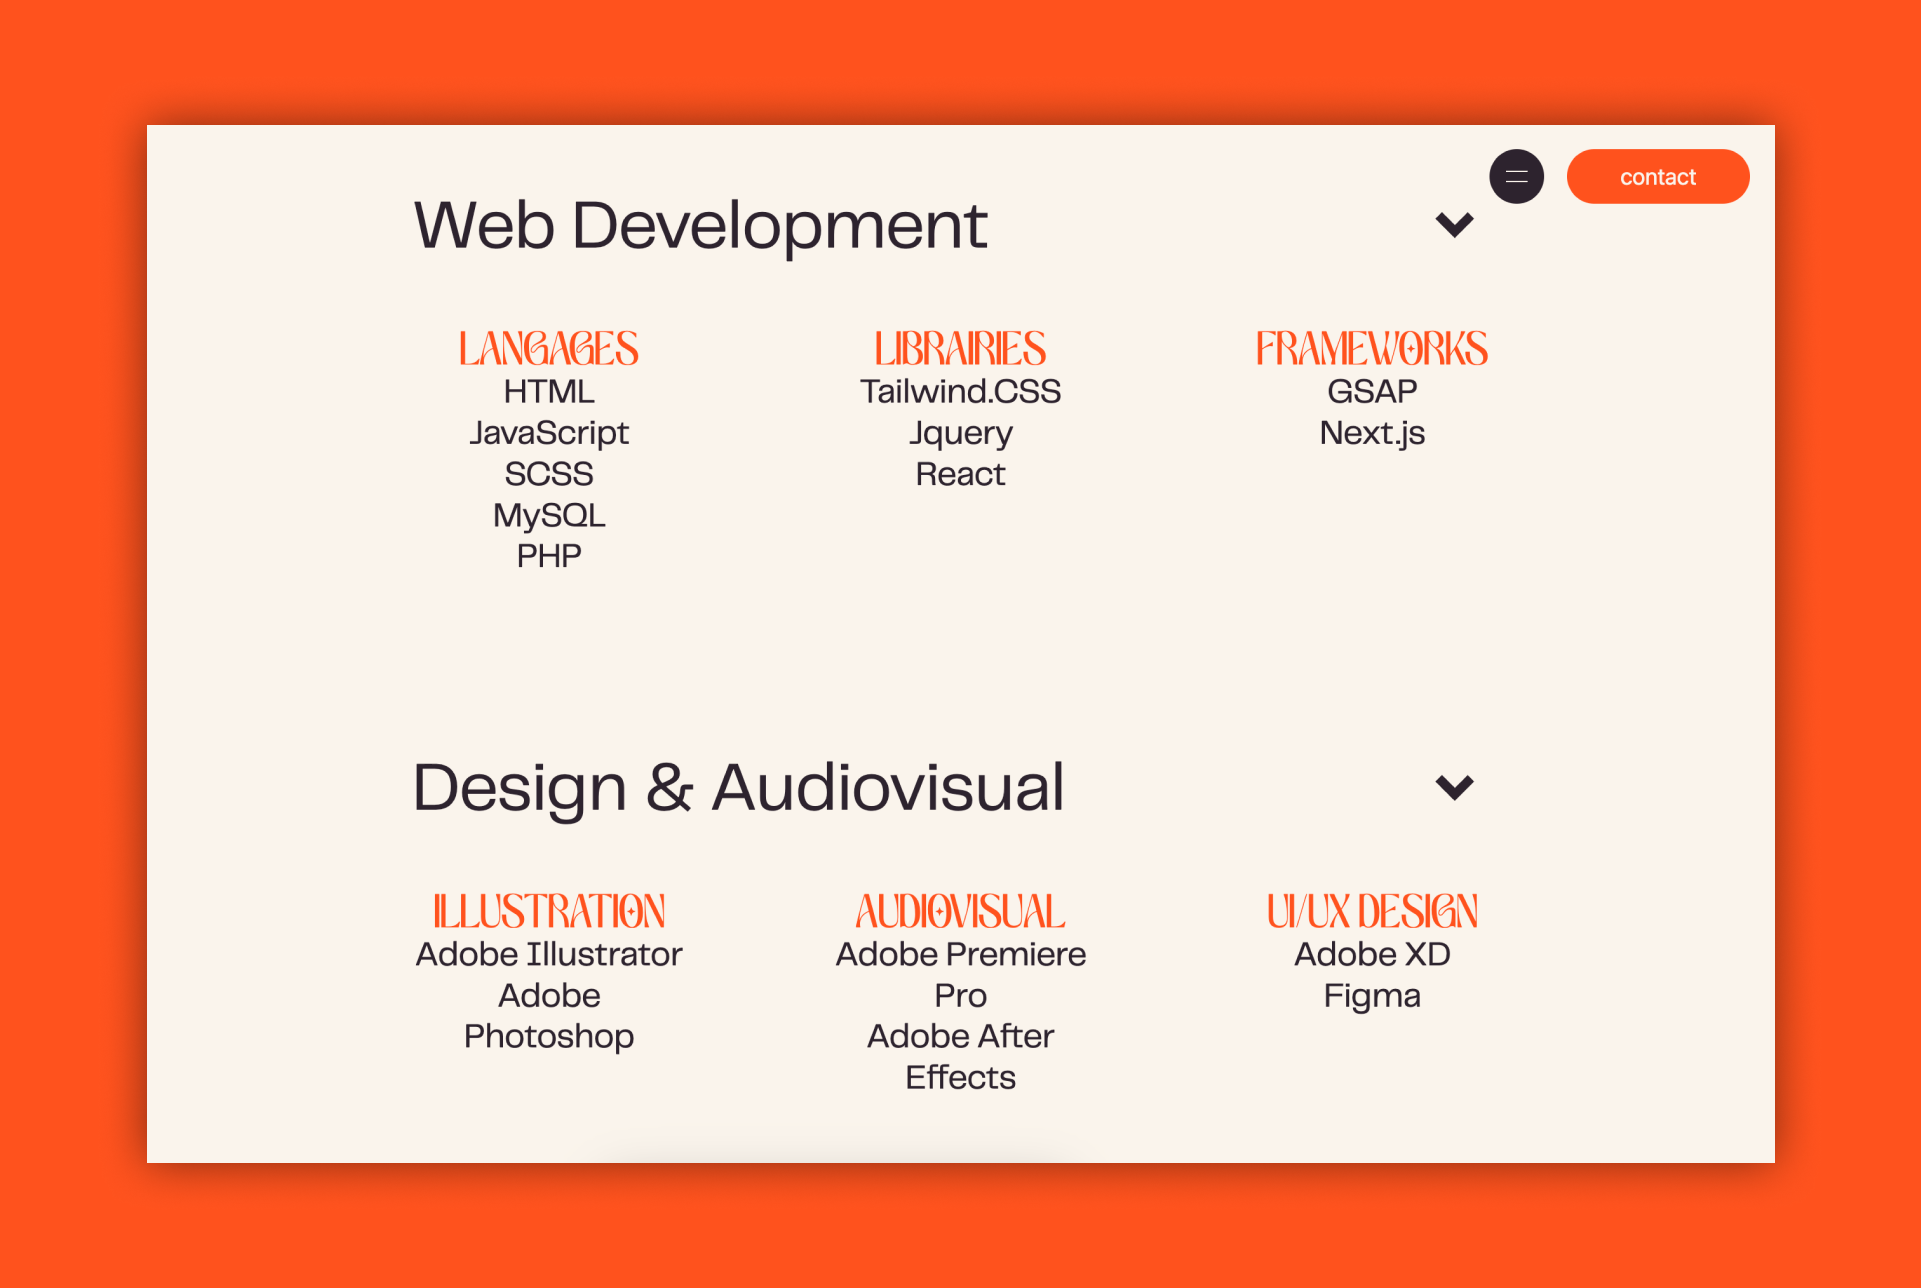 contact
Web Development
LANGAGES
HTML
JavaScript
SCSS
MySQL
PHP
LIBRAIRIES
Tailwind.CSS
Jquery
React
FRAMEWORKS
GSAP
Next.js
Design & Audiovisual
ILLUSTRATION
Adobe Illustrator
Adobe
Photoshop
AUDIOVISUAL
Adobe Premiere
Pro
Adobe After
Effects
UI/UX DESIGN
Adobe XD
Figma